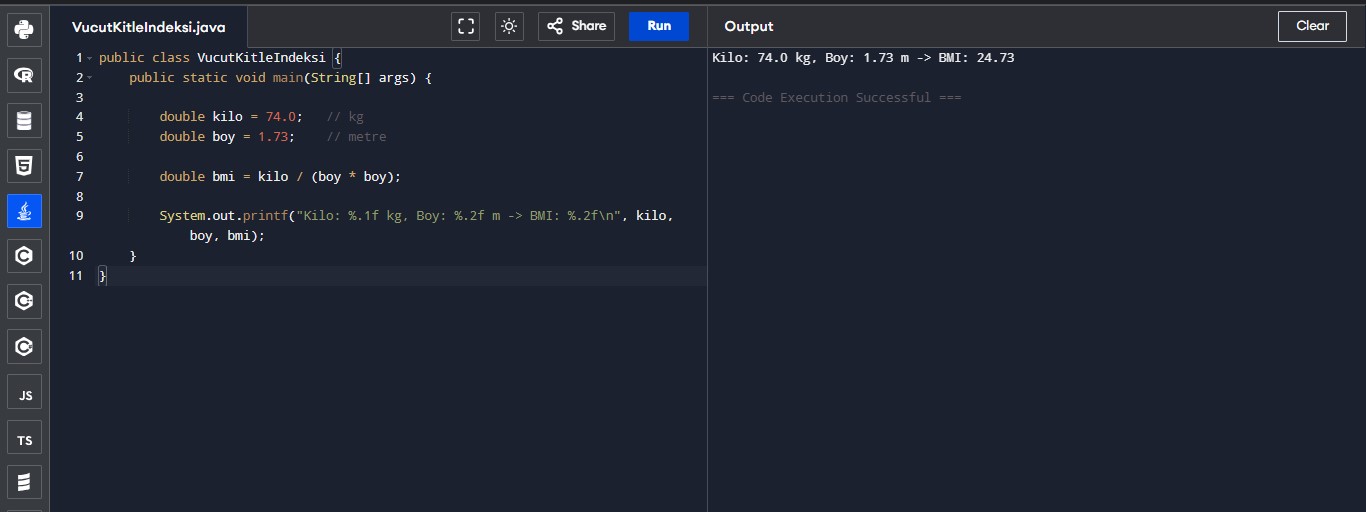 VucutKitleIndeksi.java
Share
Run
Output
Clear
1 public class VucutKitleIndeksi {
2     public static void main(String[] args) {
3
4         double kilo = 74.0;   // kg
5         double boy = 1.73;    // metre
6
7         double bmi = kilo / (boy * boy);
8
9         System.out.printf("Kilo: %.1f kg, Boy: %.2f m -> BMI: %.2f\n", kilo,
            boy, bmi);
10     }
11 }
Kilo: 74.0 kg, Boy: 1.73 m -> BMI: 24.73
=== Code Execution Successful ===
R
5
C
C
C
JS
TS